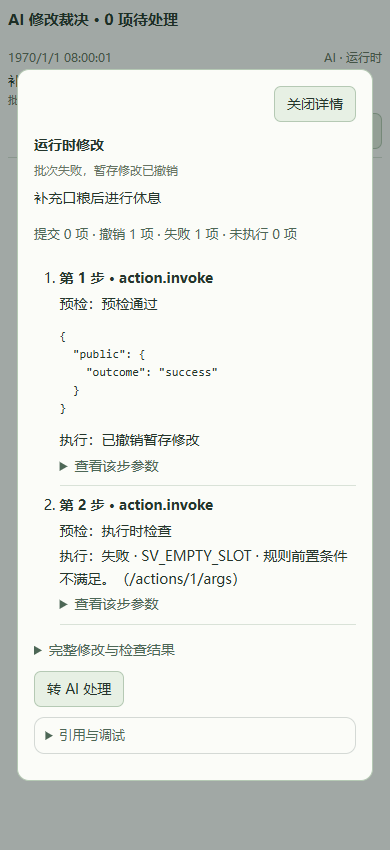 AI 修改裁决 • 0 项待处理
1970/1/1 08:00:01
AI · 运行时
关闭详情
运行时修改
批次失败，暂存修改已撤销
补充口粮后进行休息
提交 0 项 · 撤销 1 项 · 失败 1 项 · 未执行 0 项
1. 第 1 步 • action.invoke
预检：预检通过
{
  "public": {
    "outcome": "success"
  }
}
执行：已撤销暂存修改
▶ 查看该步参数
2. 第 2 步 • action.invoke
预检：执行时检查
执行：失败 · SV_EMPTY_SLOT · 规则前置条件
不满足。（/actions/1/args）
▶ 查看该步参数
▶ 完整修改与检查结果
转 AI 处理
▶ 引用与调试